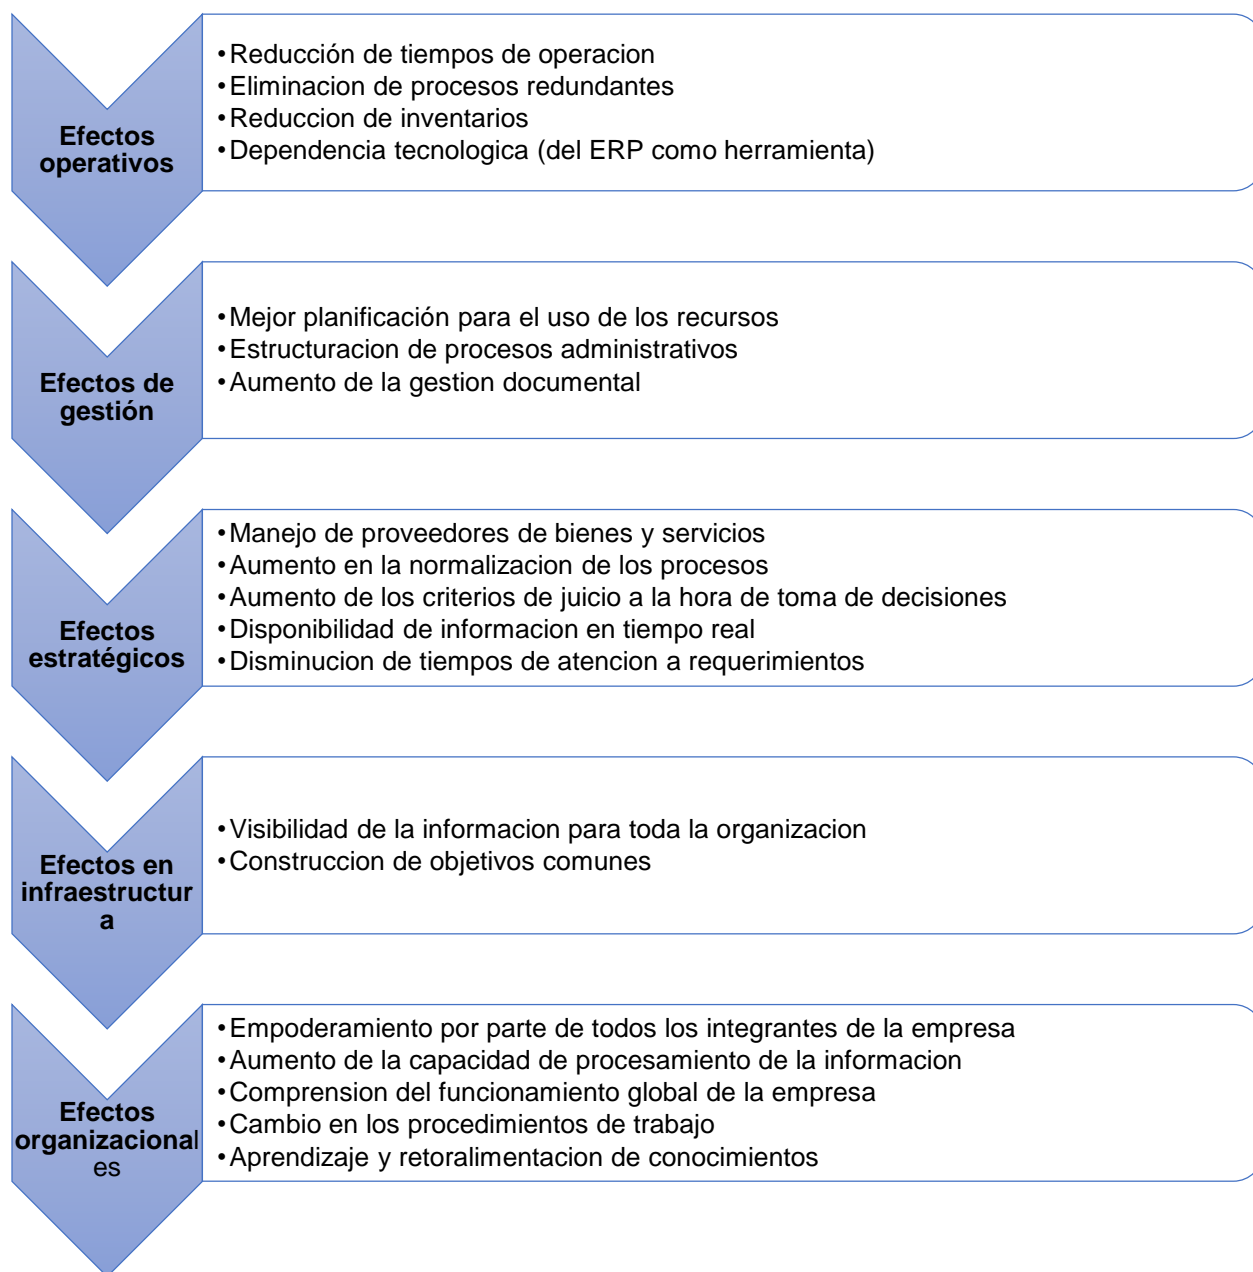 Efectos
operativos
•Reducción de tiempos de operacion
•Eliminacion de procesos redundantes
•Reduccion de inventarios
•Dependencia tecnologica (del ERP como herramienta)
Efectos de
gestión
•Mejor planificación para el uso de los recursos
•Estructuracion de procesos administrativos
•Aumento de la gestion documental
Efectos
estratégicos
•Manejo de proveedores de bienes y servicios
•Aumento en la normalizacion de los procesos
•Aumento de los criterios de juicio a la hora de toma de decisiones
•Disponibilidad de informacion en tiempo real
•Disminucion de tiempos de atencion a requerimientos
Efectos en
infraestructur
a
•Visibilidad de la informacion para toda la organizacion
•Construccion de objetivos comunes
Efectos
organizacional
es
•Empoderamiento por parte de todos los integrantes de la empresa
•Aumento de la capacidad de procesamiento de la informacion
•Comprension del funcionamiento global de la empresa
•Cambio en los procedimientos de trabajo
•Aprendizaje y retoralimentacion de conocimientos